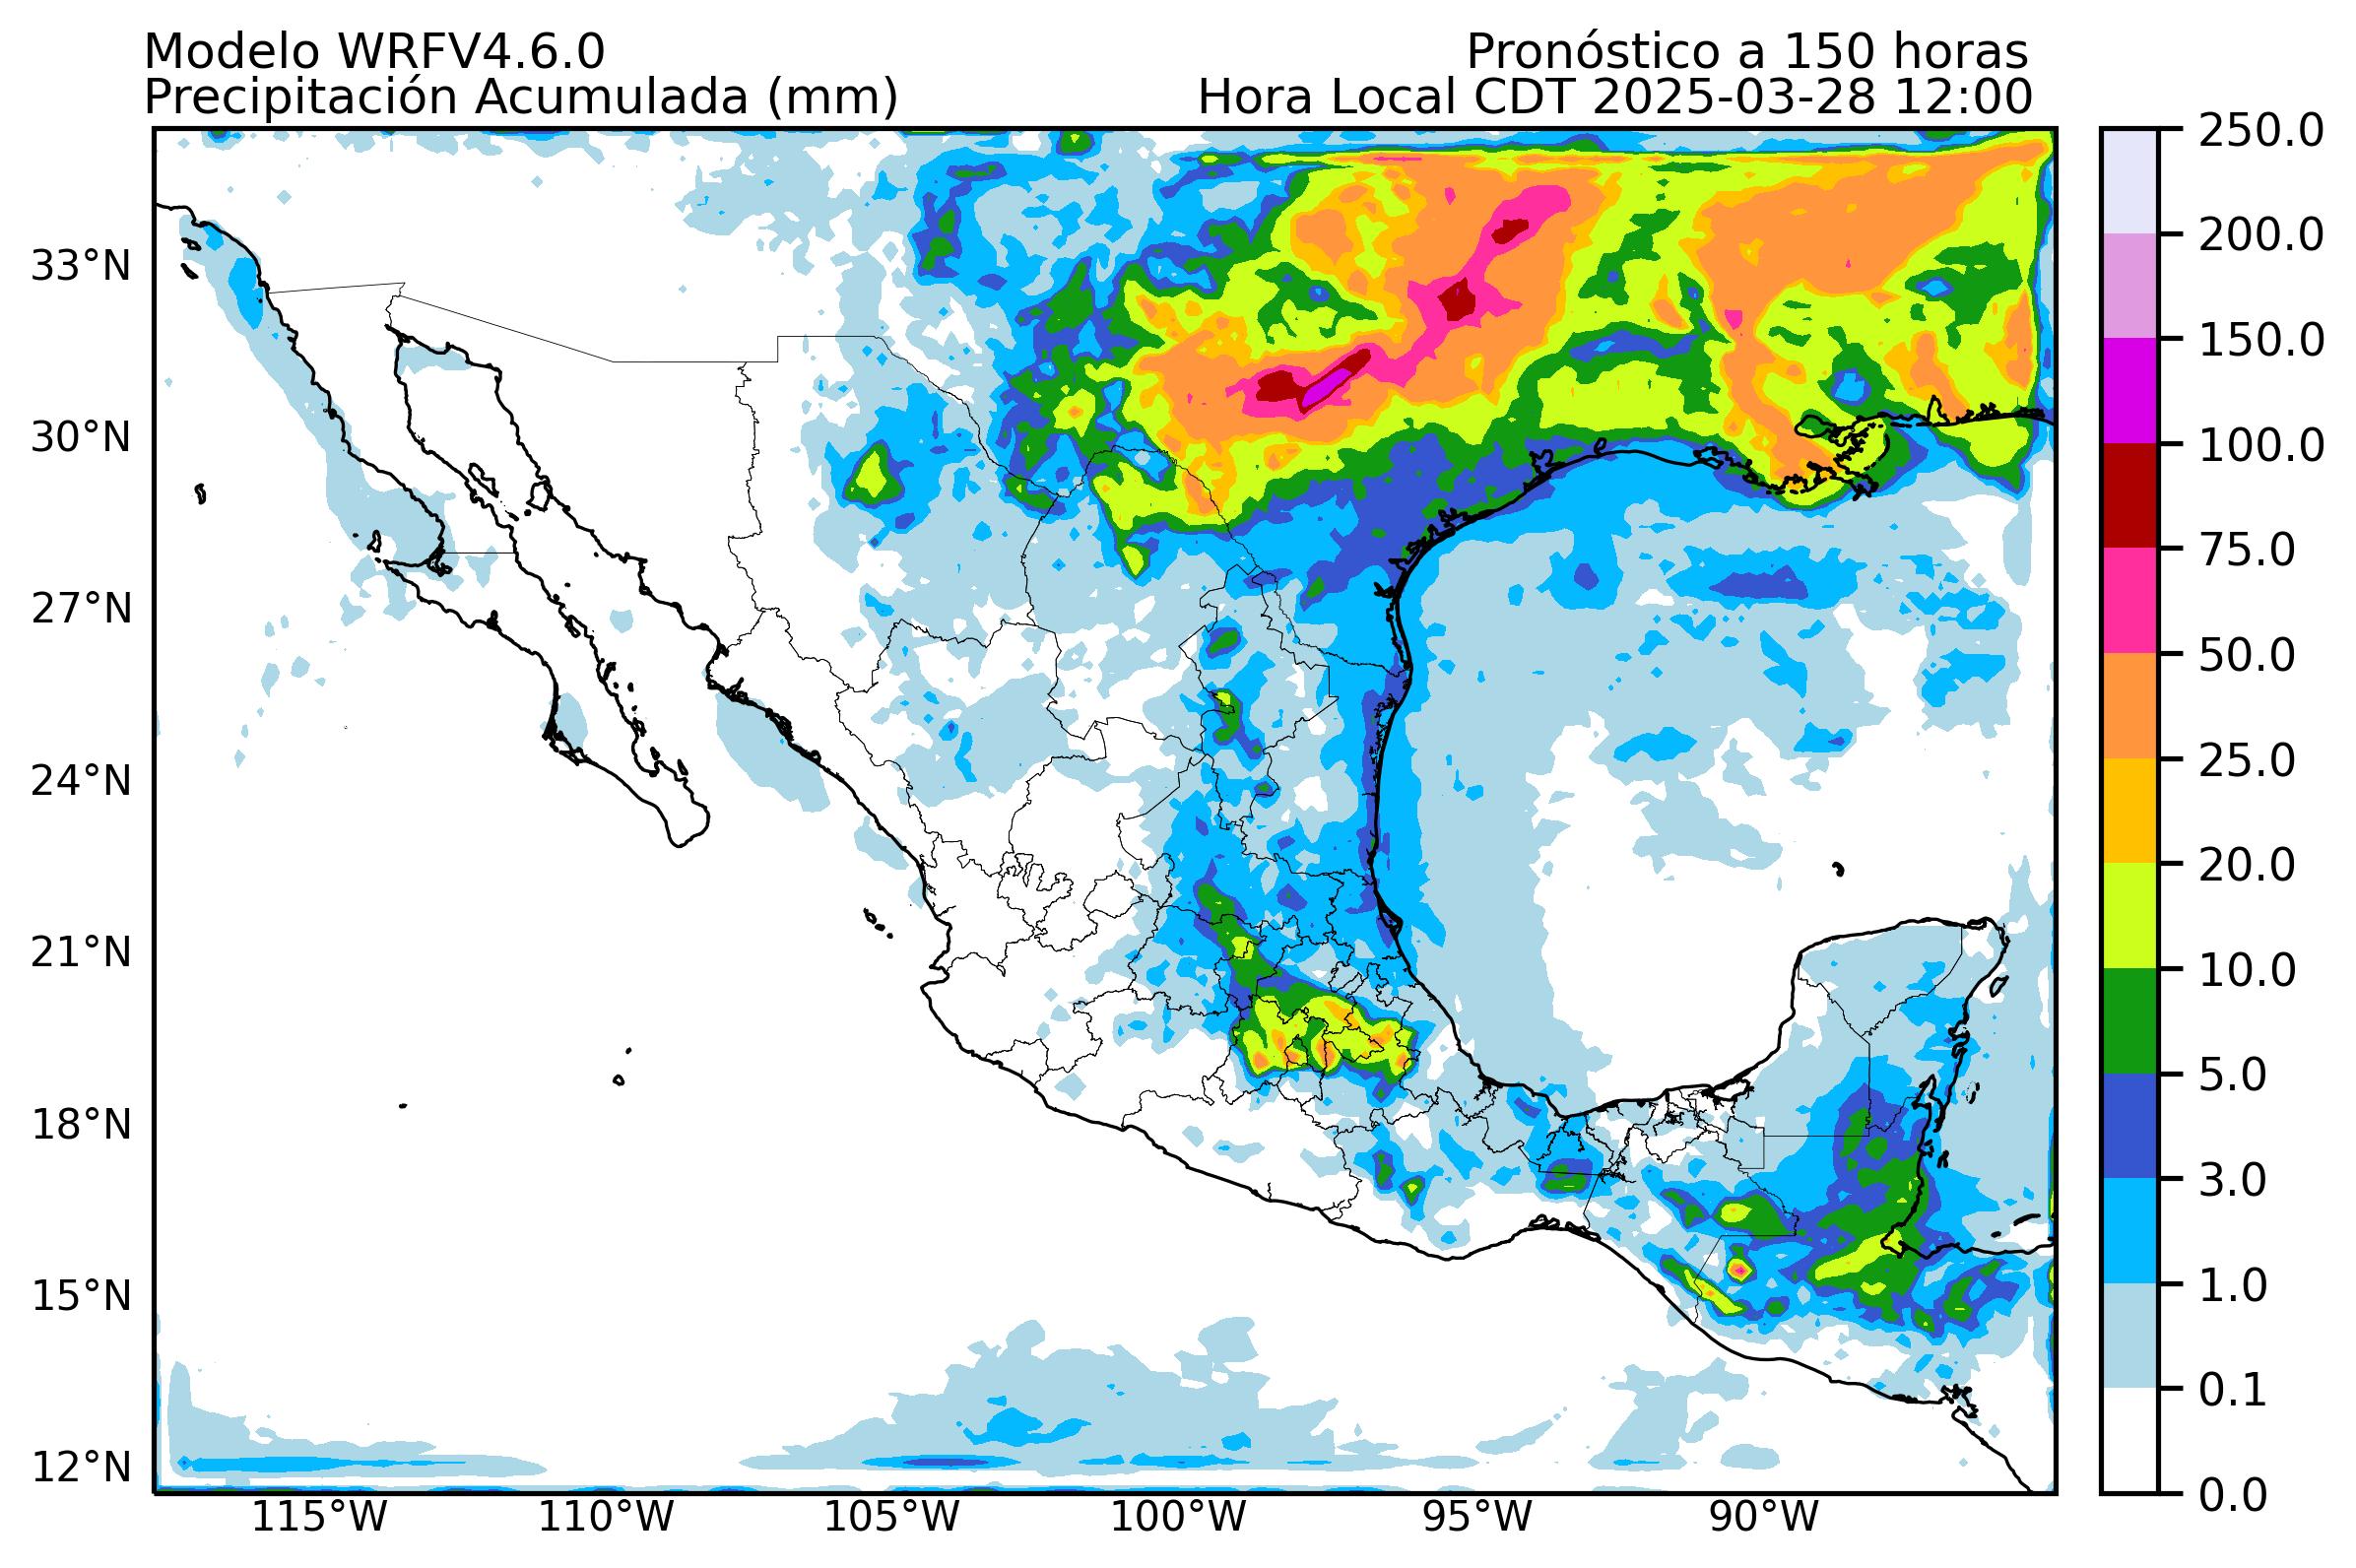 Modelo WRFV4.6.0
Pronóstico a 150 horas
Precipitación Acumulada (mm)
Hora Local CDT 2025-03-28 12:00
33°N
30°N
27°N
24°N
21°N
18°N
15°N
12°N
115°W
110°W
105°W
100°W
95°W
90°W
250.0
200.0
150.0
100.0
75.0
50.0
25.0
20.0
10.0
5.0
3.0
1.0
0.1
0.0